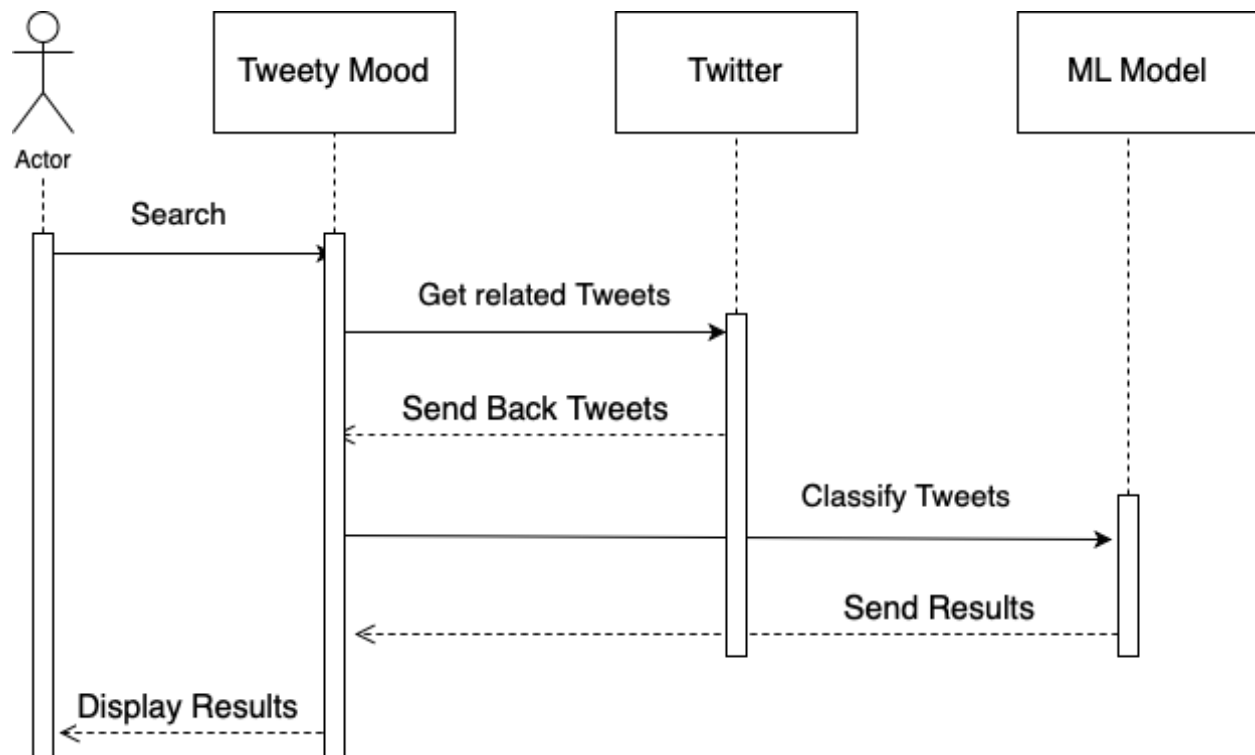 Tweety Mood
Twitter
ML Model
Actor
Search
Get related Tweets
Send Back Tweets
Classify Tweets
Send Results
Display Results